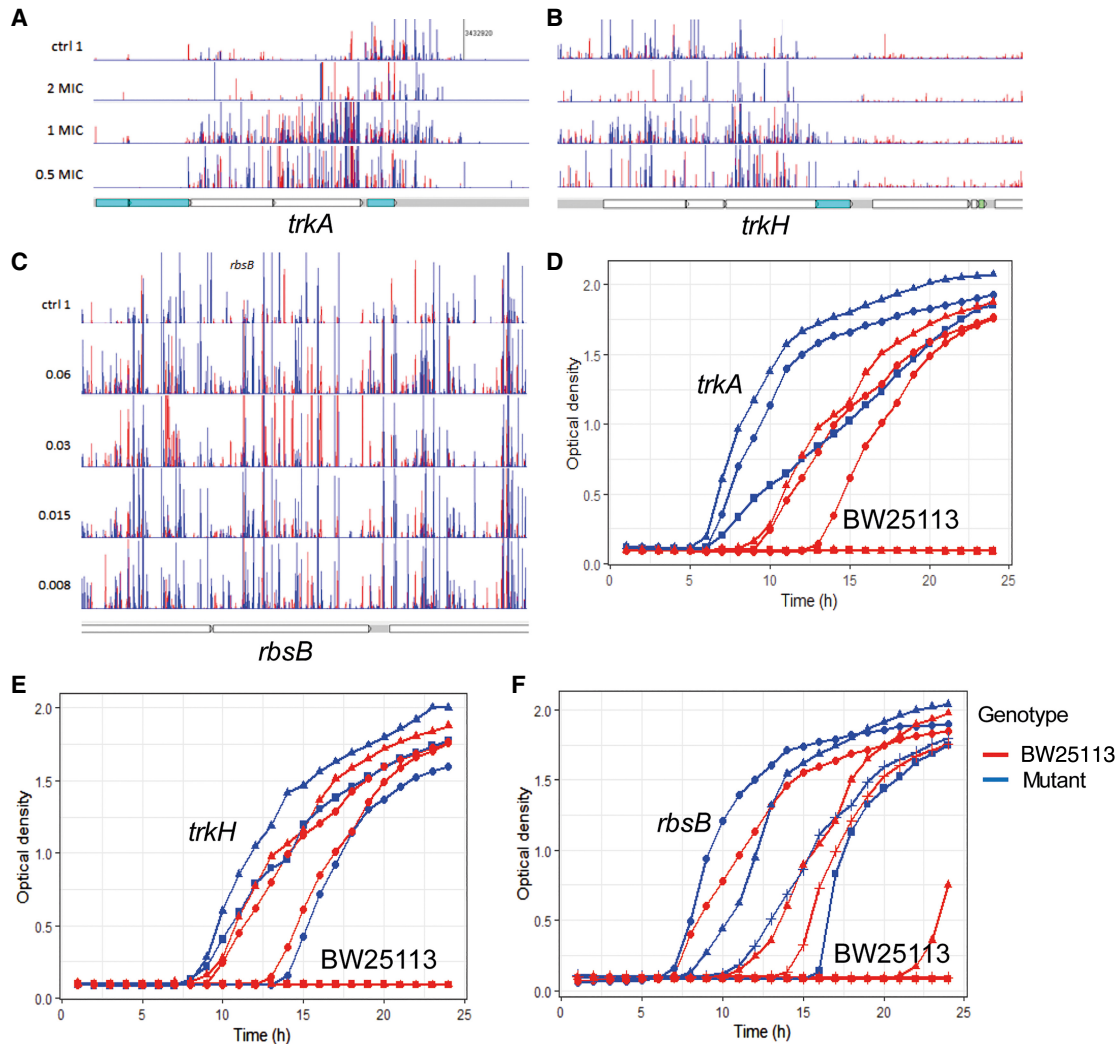 A
ctrl 1
3432920
2 MIC
1 MIC
0.5 MIC
trkA
B
trkH
C
rbsB
ctrl 1
0.06
0.03
0.015
0.008
rbsB
D
2.0
1.5
1.0
0.5
0.0
Optical density
trkA
BW25113
0 5 10 15 20 25
Time (h)
E
2.0
1.5
1.0
0.5
0.0
Optical density
trkH
BW25113
0 5 10 15 20 25
Time (h)
F
2.0
1.5
1.0
0.5
0.0
Optical density
rbsB
BW25113
0 5 10 15 20 25
Time (h)
Genotype
BW25113
Mutant